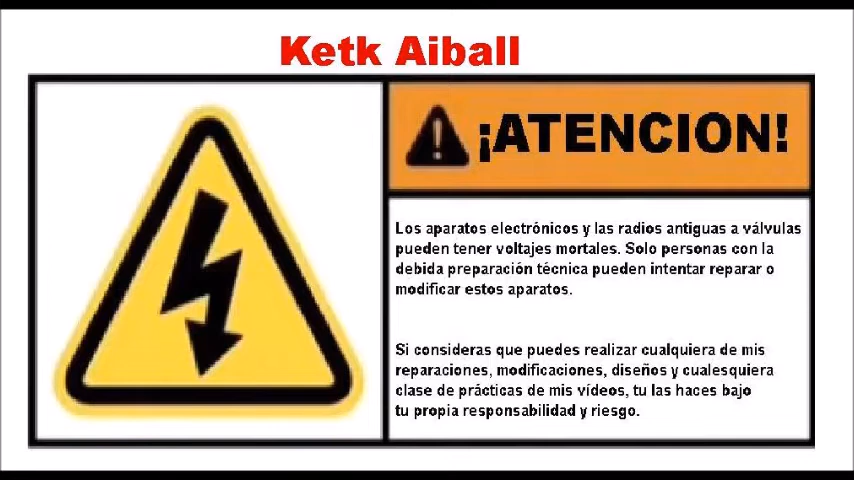 Ketk Aiball
¡ATENCION!
Los aparatos electrónicos y las radios antiguas a válvulas
pueden tener voltajes mortales. Solo personas con la
debida preparación técnica pueden intentar reparar o
modificar estos aparatos.
Si consideras que puedes realizar cualquiera de mis
reparaciones, modificaciones, diseños y cualesquiera
clase de prácticas de mis vídeos, tu las haces bajo
tu propia responsabilidad y riesgo.